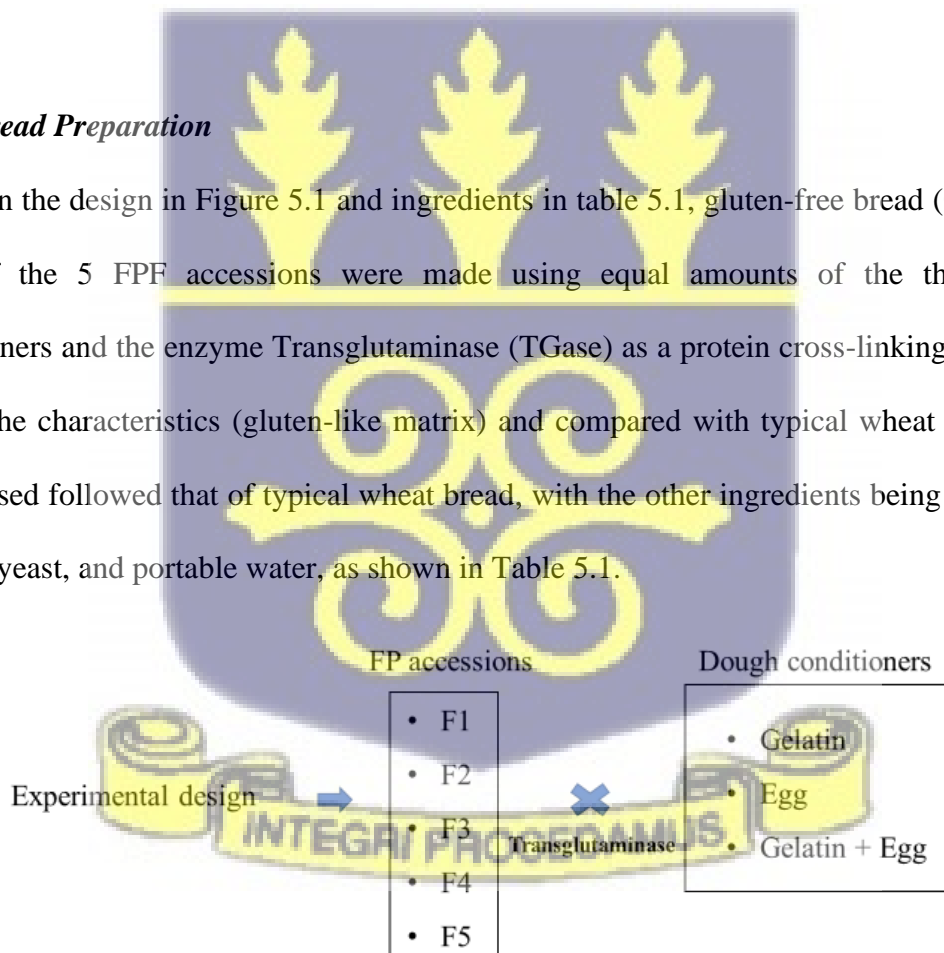 ead Preparation
n the design in Figure 5.1 and ingredients in table 5.1, gluten-free bread (
f the 5 FPF accessions were made using equal amounts of the th
ners and the enzyme Transglutaminase (TGase) as a protein cross-linking
he characteristics (gluten-like matrix) and compared with typical wheat
sed followed that of typical wheat bread, with the other ingredients being
yeast, and portable water, as shown in Table 5.1.
FP accessions
Dough conditioners
• F1
• Gelatin
• F2
Experimental design
• Egg
• F3
Transglutaminase
• Gelatin + Egg
• F4
• F5
INTEGRI PROCEDAMUS